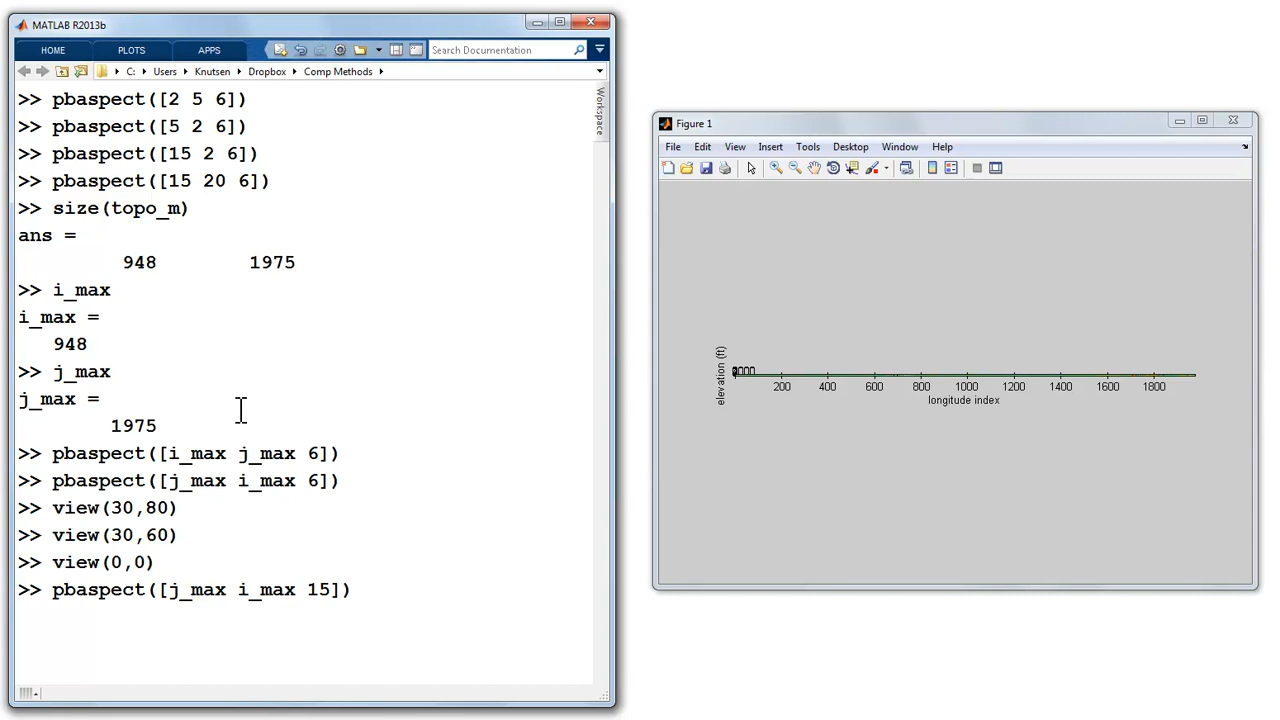 MATLAB R2013b
HOME PLOTS APPS Search Documentation
C: Users Knutsen Dropbox Comp Methods
>> pbaspect([2 5 6])
>> pbaspect([5 2 6])
>> pbaspect([15 2 6])
>> pbaspect([15 20 6])
>> size(topo_m)
ans =
948 1975
>> i_max
i_max =
948
>> j_max
j_max =
1975
>> pbaspect([i_max j_max 6])
>> pbaspect([j_max i_max 6])
>> view(30,80)
>> view(30,60)
>> view(0,0)
>> pbaspect([j_max i_max 15])
Workspace
Figure 1
File Edit View Insert Tools Desktop Window Help
elevation (ft)
200 400 600 800 1000 1200 1400 1600 1800
longitude index